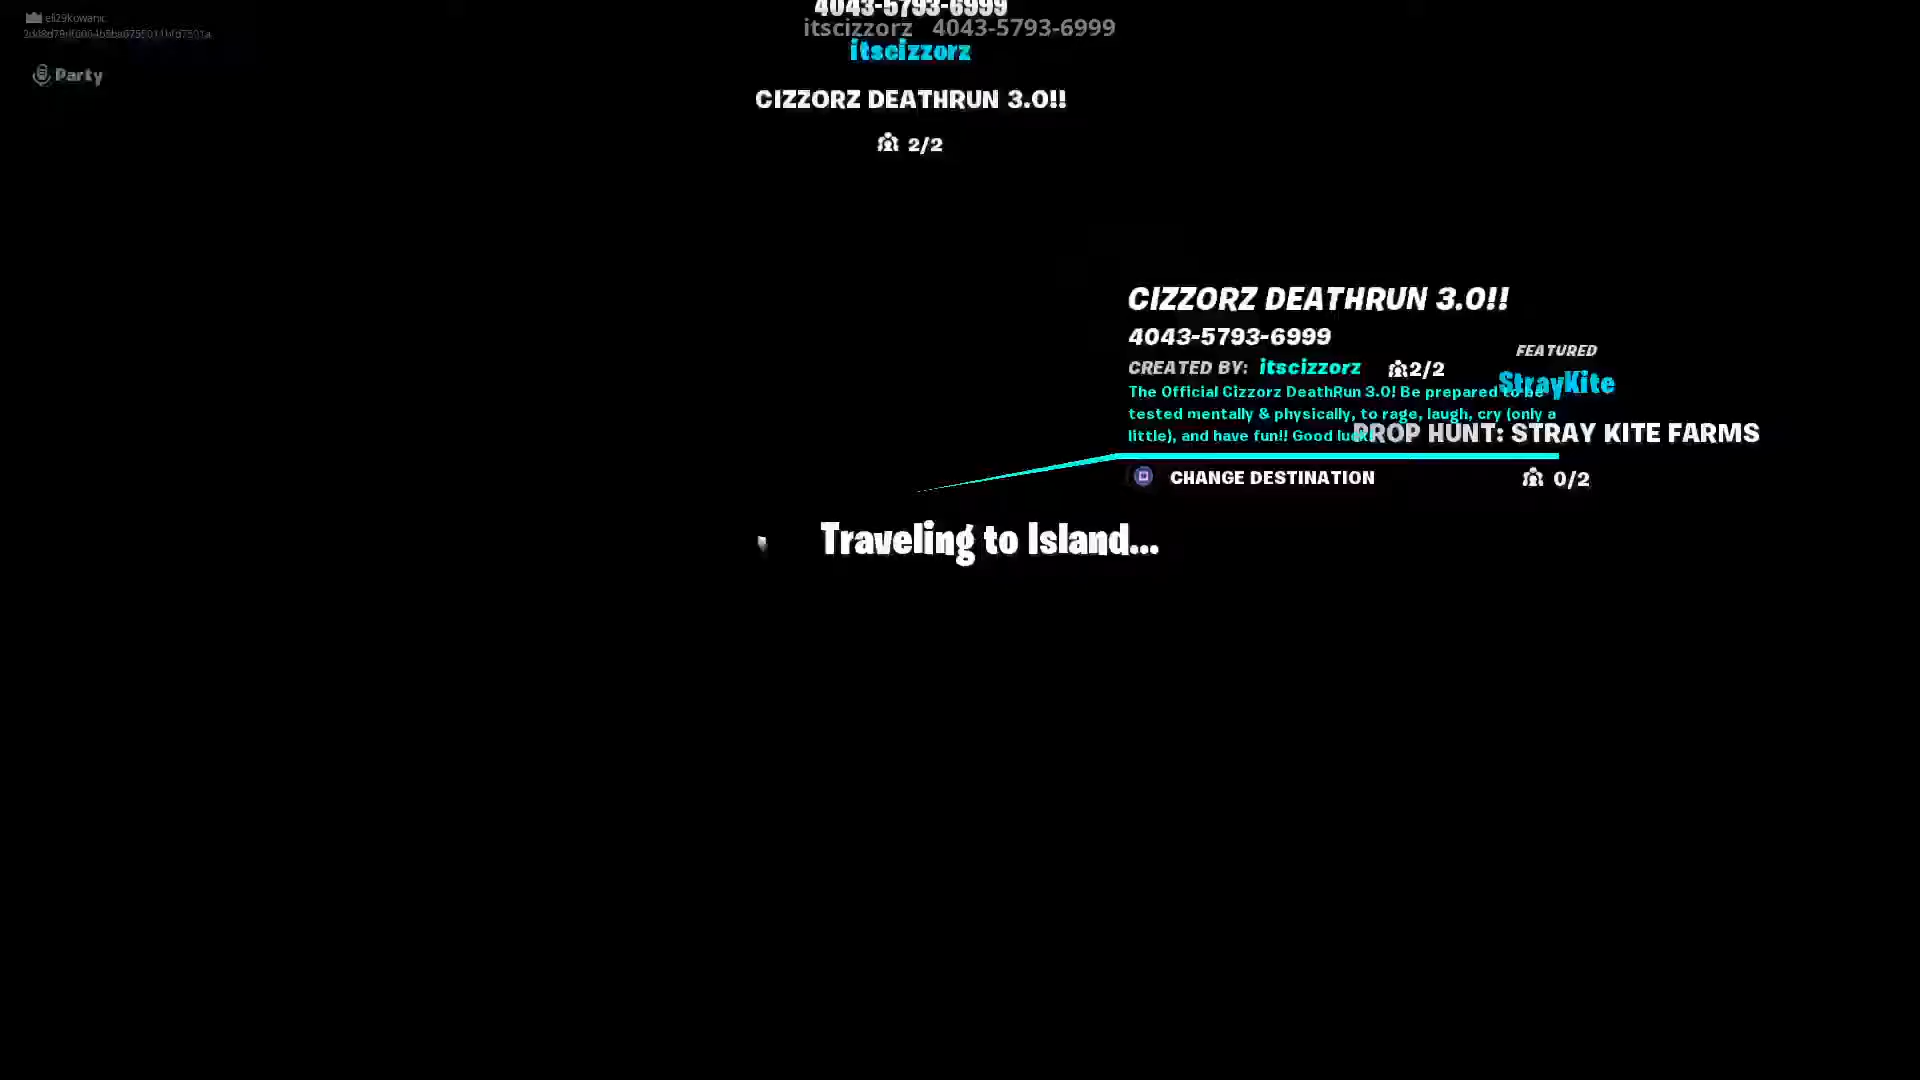 eli29kowanic
Party
4043-5793-6999
itscizzorz 4043-5793-6999
itscizzorz
CIZZORZ DEATHRUN 3.0!!
2/2
CIZZORZ DEATHRUN 3.0!!
4043-5793-6999
CREATED BY: itscizzorz 2/2
The Official Cizzorz DeathRun 3.0! Be prepared to be
tested mentally & physically, to rage, laugh, cry (only a
little), and have fun!! Good luck
CHANGE DESTINATION
FEATURED
StrayKite
PROP HUNT: STRAY KITE FARMS
0/2
Traveling to Island...